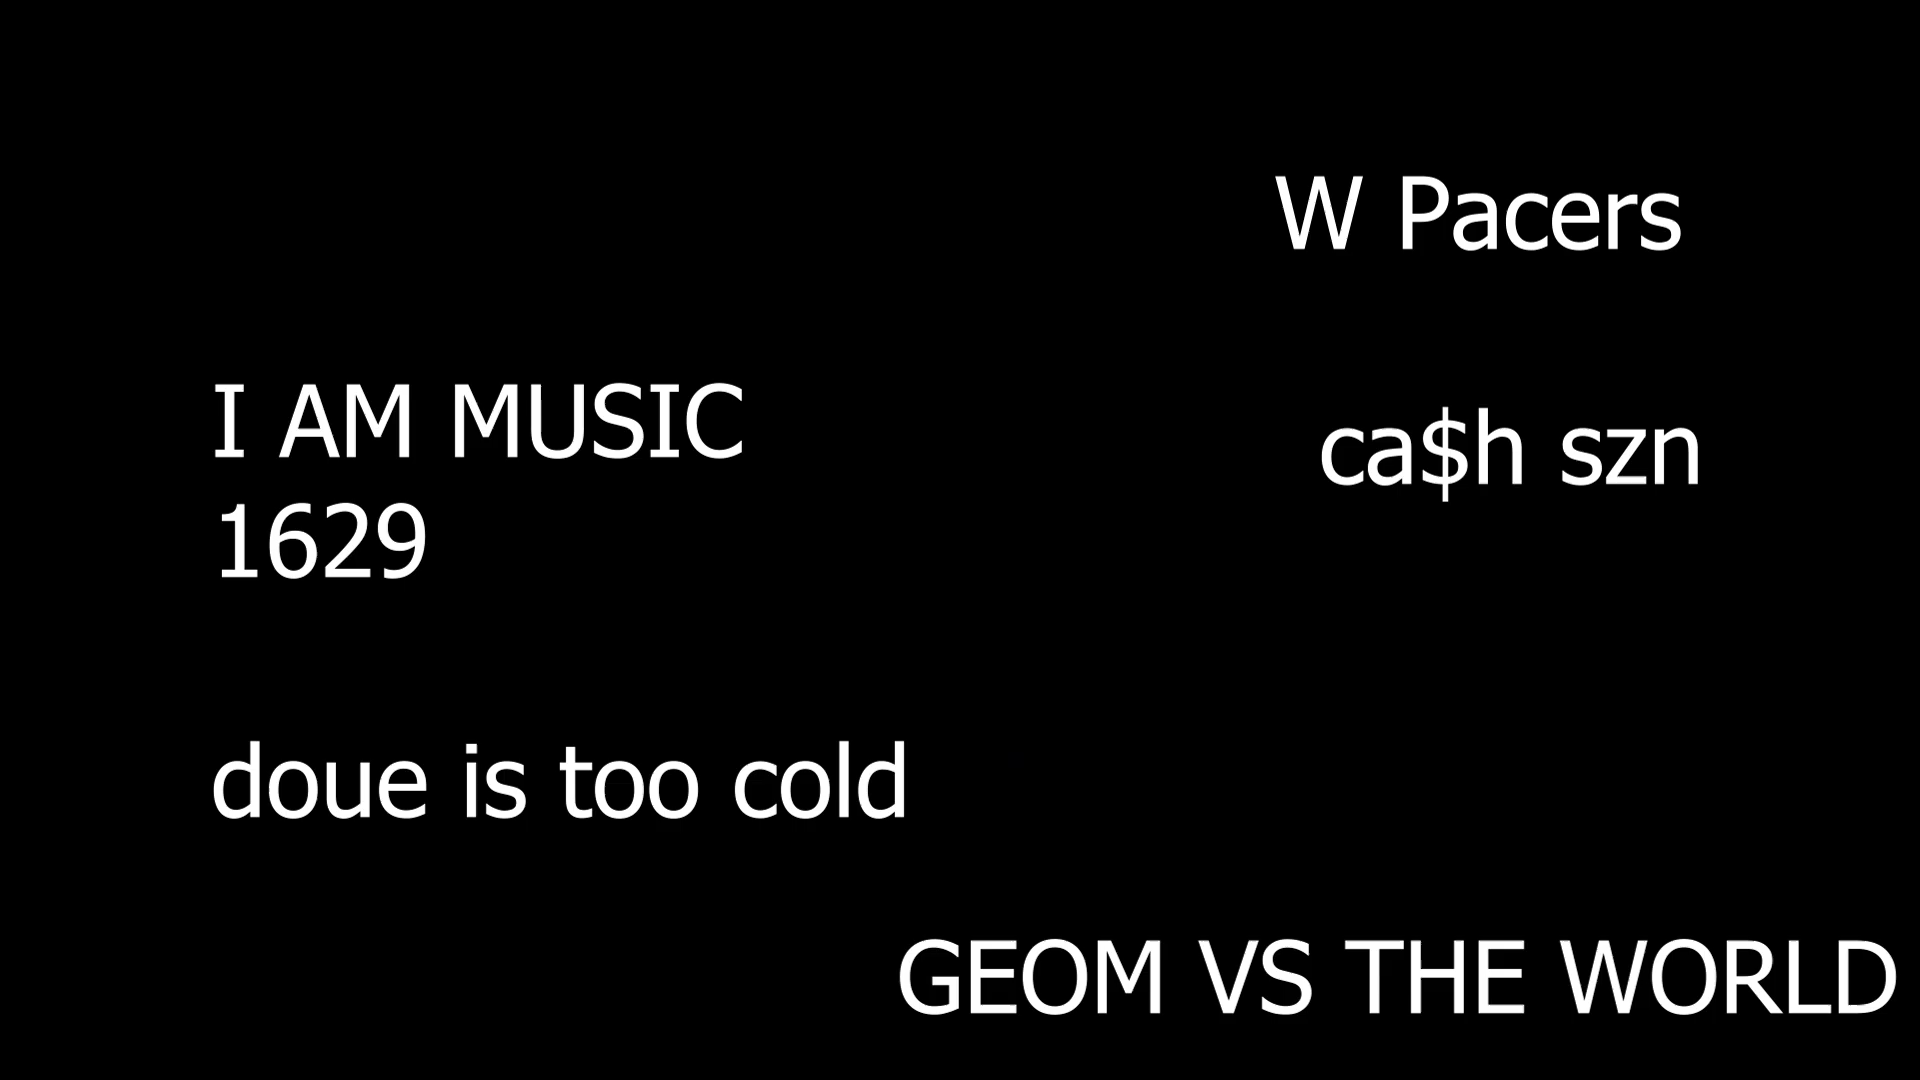 W Pacers
I AM MUSIC
ca$h szn
1629
doue is too cold
GEOM VS THE WORLD